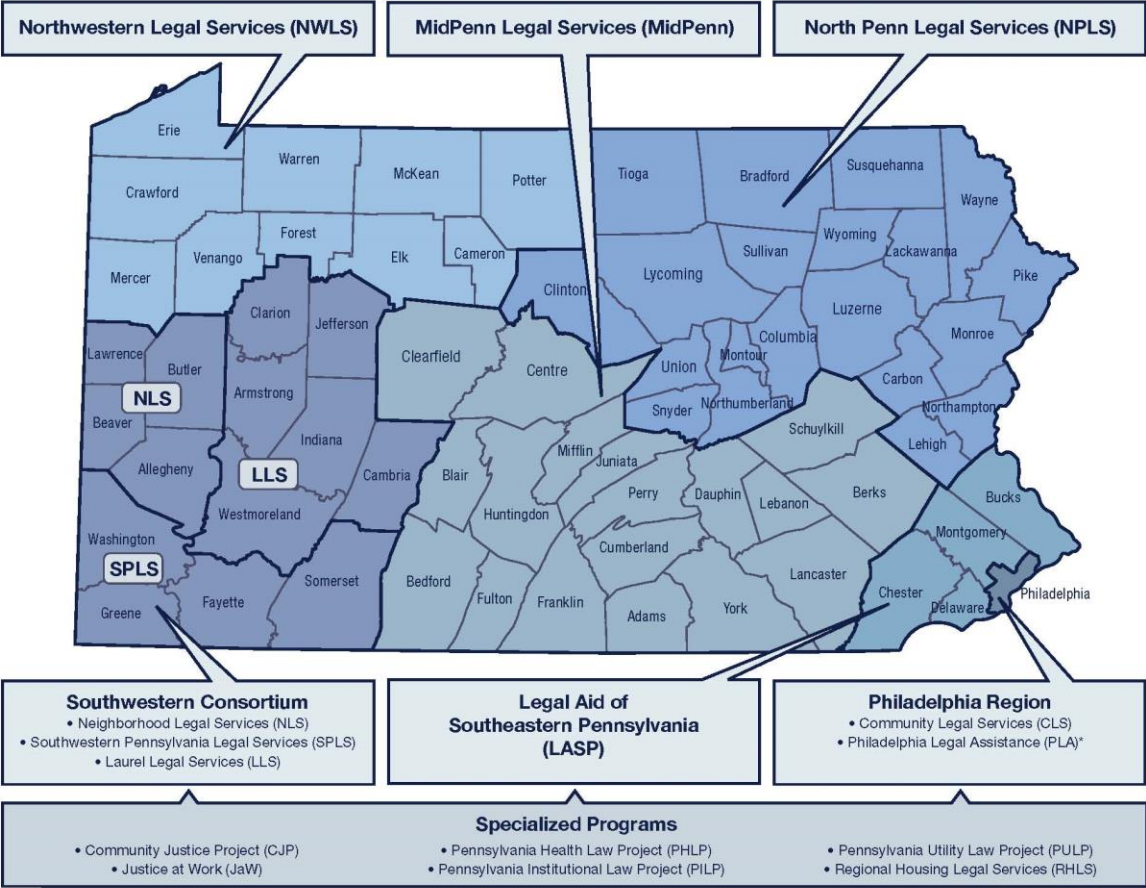 Northwestern Legal Services (NWLS)
MidPenn Legal Services (MidPenn)
North Penn Legal Services (NPLS)
Erie
Warren
McKean
Potter
Tioga
Bradford
Susquehanna
Crawford
Wayne
Forest
Venango
Elk
Cameron
Mercer
Clinton
Lycoming
Sullivan
Wyoming
Lackawanna
Pike
Clarion
Jefferson
Luzerne
Monroe
Lawrence
Butler
Clearfield
Centre
Union
Montour
Columbia
Carbon
NLS
Armstrong
Snyder
Northumberland
Northampton
Beaver
Indiana
Schuylkill
Lehigh
Allegheny
LLS
Cambria
Blair
Mifflin
Juniata
Perry
Dauphin
Lebanon
Berks
Bucks
Westmoreland
Huntingdon
Washington
Cumberland
Montgomery
SPLS
Somerset
Bedford
Lancaster
Greene
Fayette
Fulton
Franklin
Adams
York
Chester
Delaware
Philadelphia
Southwestern Consortium
• Neighborhood Legal Services (NLS)
• Southwestern Pennsylvania Legal Services (SPLS)
• Laurel Legal Services (LLS)
Legal Aid of
Southeastern Pennsylvania
(LASP)
Philadelphia Region
• Community Legal Services (CLS)
• Philadelphia Legal Assistance (PLA)*
Specialized Programs
• Community Justice Project (CJP)
• Justice at Work (JaW)
• Pennsylvania Health Law Project (PHLP)
• Pennsylvania Institutional Law Project (PILP)
• Pennsylvania Utility Law Project (PULP)
• Regional Housing Legal Services (RHLS)